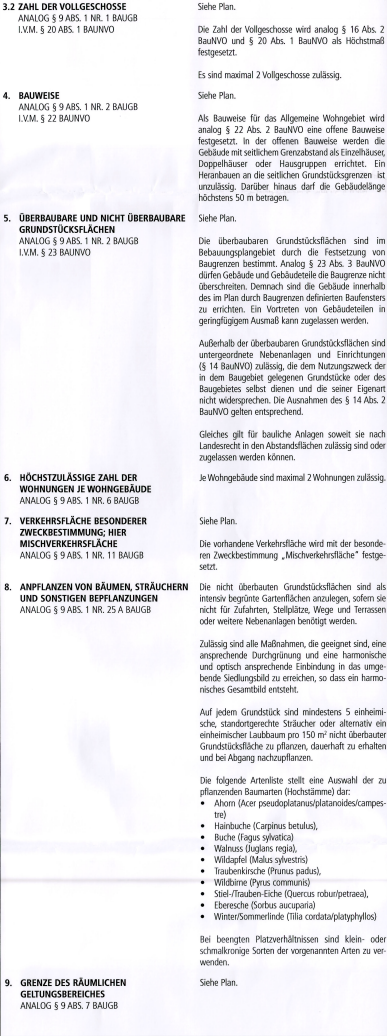 3.2 ZAHL DER VOLLGESCHOSSE
ANALOG § 9 ABS. 1 NR. 1 BAUGB
I.V.M. § 20 ABS. 1 BAUNVO
Siehe Plan.
Die Zahl der Vollgeschosse wird analog § 16 Abs. 2
BauNVO und § 20 Abs. 1 BauNVO als Höchstmaß
festgesetzt.
Es sind maximal 2 Vollgeschosse zulässig.
4. BAUWEISE
ANALOG § 9 ABS. 1 NR. 2 BAUGB
I.V.M. § 22 BAUNVO
Siehe Plan.
Als Bauweise für das Allgemeine Wohngebiet wird
analog § 22 Abs. 2 BauNVO eine offene Bauweise
festgesetzt. In der offenen Bauweise werden die
Gebäude mit seitlichem Grenzabstand als Einzelhäuser,
Doppelhäuser oder Hausgruppen errichtet. Ein
Heranbauen an die seitlichen Grundstücksgrenzen ist
unzulässig. Darüber hinaus darf die Gebäudelänge
höchstens 50 m betragen.
5. ÜBERBAUBARE UND NICHT ÜBERBAUBARE
GRUNDSTÜCKSFLÄCHEN
ANALOG § 9 ABS. 1 NR. 2 BAUGB
I.V.M. § 23 BAUNVO
Siehe Plan.
Die überbaubaren Grundstücksflächen sind im
Bebauungsplangebiet durch die Festsetzung von
Baugrenzen bestimmt. Analog § 23 Abs. 3 BauNVO
dürfen Gebäude und Gebäudeteile die Baugrenze nicht
überschreiten. Demnach sind die Gebäude innerhalb
des im Plan durch Baugrenzen definierten Baufensters
zu errichten. Ein Vortreten von Gebäudeteilen in
geringfügigem Ausmaß kann zugelassen werden.
Außerhalb der überbaubaren Grundstücksflächen sind
untergeordnete Nebenanlagen und Einrichtungen
(§ 14 BauNVO) zulässig, die dem Nutzungszweck der
in dem Baugebiet gelegenen Grundstücke oder des
Baugebietes selbst dienen und die seiner Eigenart
nicht widersprechen. Die Ausnahmen des § 14 Abs. 2
BauNVO gelten entsprechend.
Gleiches gilt für bauliche Anlagen soweit sie nach
Landesrecht in den Abstandsflächen zulässig sind oder
zugelassen werden können.
6. HÖCHSTZULÄSSIGE ZAHL DER
WOHNUNGEN JE WOHNGEBÄUDE
ANALOG § 9 ABS. 1 NR. 6 BAUGB
Je Wohngebäude sind maximal 2 Wohnungen zulässig.
7. VERKEHRSFLÄCHE BESONDERER
ZWECKBESTIMMUNG; HIER
MISCHVERKEHRSFLÄCHE
ANALOG § 9 ABS. 1 NR. 11 BAUGB
Siehe Plan.
Die vorhandene Verkehrsfläche wird mit der besonde-
ren Zweckbestimmung „Mischverkehrsfläche" festge-
setzt.
8. ANPFLANZEN VON BÄUMEN, STRÄUCHERN
UND SONSTIGEN BEPFLANZUNGEN
ANALOG § 9 ABS. 1 NR. 25 A BAUGB
Die nicht überbauten Grundstücksflächen sind als
intensiv begrünte Gartenflächen anzulegen, sofern sie
nicht für Zufahrten, Stellplätze, Wege und Terrassen
oder weitere Nebenanlagen benötigt werden.
Zulässig sind alle Maßnahmen, die geeignet sind, eine
ansprechende Durchgrünung und eine harmonische
und optisch ansprechende Einbindung in das umge-
bende Siedlungsbild zu erreichen, so dass ein harmo-
nisches Gesamtbild entsteht.
Auf jedem Grundstück sind mindestens 5 einheimi-
sche, standortgerechte Sträucher oder alternativ ein
einheimischer Laubbaum pro 150 m² nicht überbauter
Grundstücksfläche zu pflanzen, dauerhaft zu erhalten
und bei Abgang nachzupflanzen.
Die folgende Artenliste stellt eine Auswahl der zu
pflanzenden Baumarten (Hochstämme) dar:
• Ahorn (Acer pseudoplatanus/platanoides/campes-
tre)
• Hainbuche (Carpinus betulus),
• Buche (Fagus sylvatica)
• Walnuss (Juglans regia),
• Wildapfel (Malus sylvestris)
• Traubenkirsche (Prunus padus),
• Wildbirne (Pyrus communis)
• Stiel-/Trauben-Eiche (Quercus robur/petraea),
• Eberesche (Sorbus aucuparia)
• Winter/Sommerlinde (Tilia cordata/platyphyllos)
Bei beengten Platzverhältnissen sind klein- oder
schmalkronige Sorten der vorgenannten Arten zu ver-
wenden.
9. GRENZE DES RÄUMLICHEN
GELTUNGSBEREICHES
ANALOG § 9 ABS. 7 BAUGB
Siehe Plan.